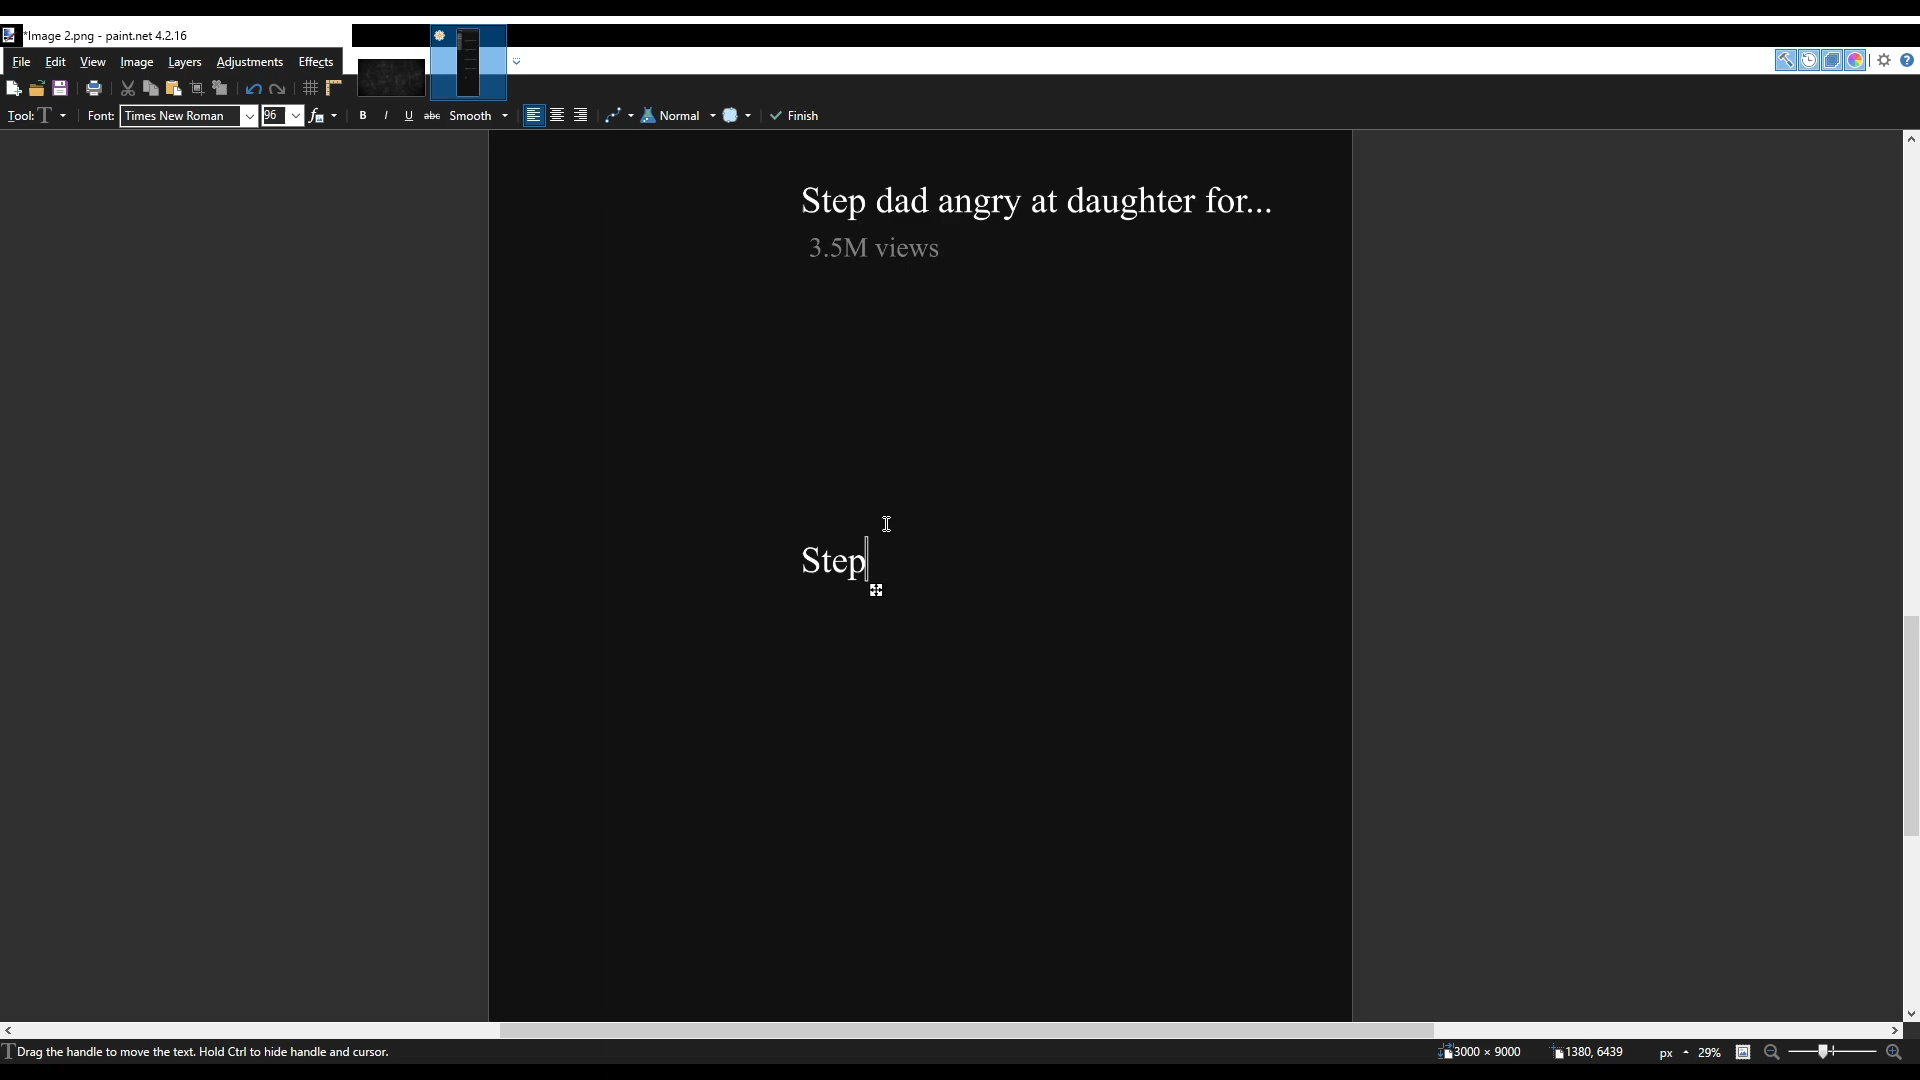 *Image 2.png - paint.net 4.2.16
File Edit View Image Layers Adjustments Effects
Tool: T Font: Times New Roman 96 fx B I U abc Smooth Normal Finish
Step dad angry at daughter for...
3.5M views
Step
Drag the handle to move the text. Hold Ctrl to hide handle and cursor. 3000 × 9000 1380, 6439 px 29%